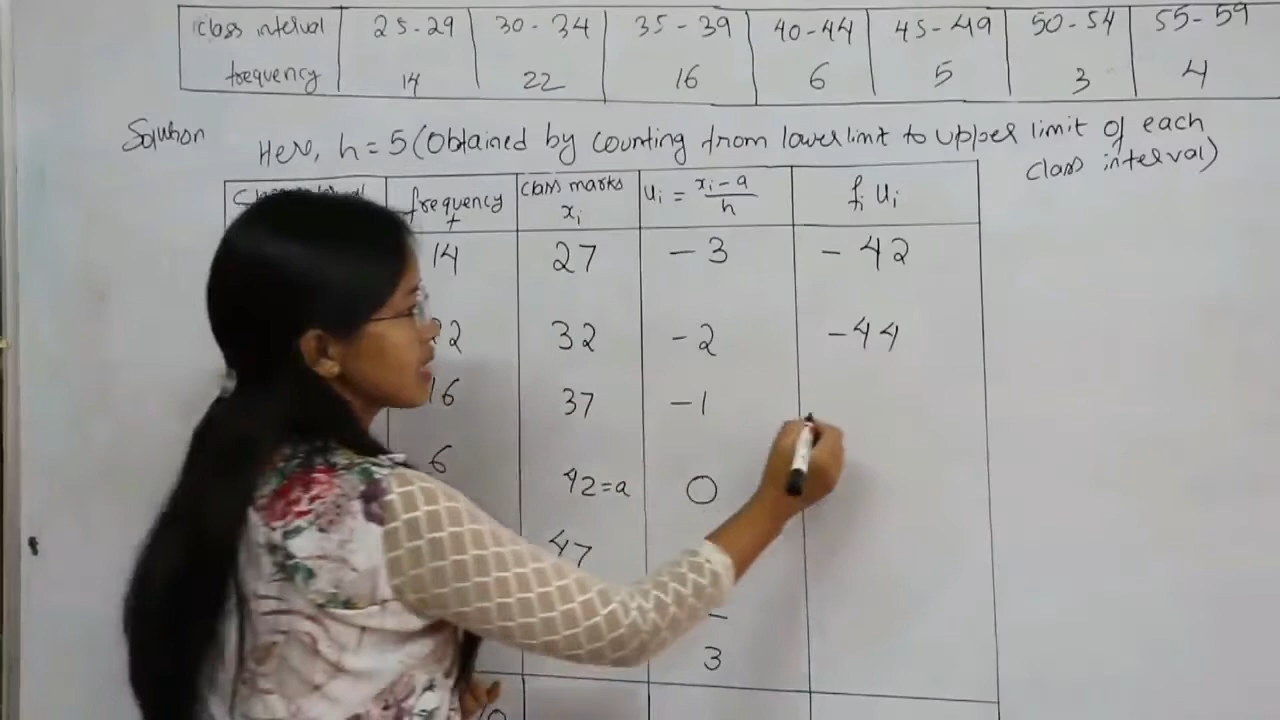 class interval 25-29 30-34 35-39 40-44 45-49 50-54 55-59
frequency 14 22 16 6 5 3 4
Solution Here, h = 5 (Obtained by counting from lower limit to upper limit of each
class interval)
frequency f class marks xi ui = xi - a / h fi ui
14 27 -3 -42
22 32 -2 -44
16 37 -1
6 42=a 0
47
3